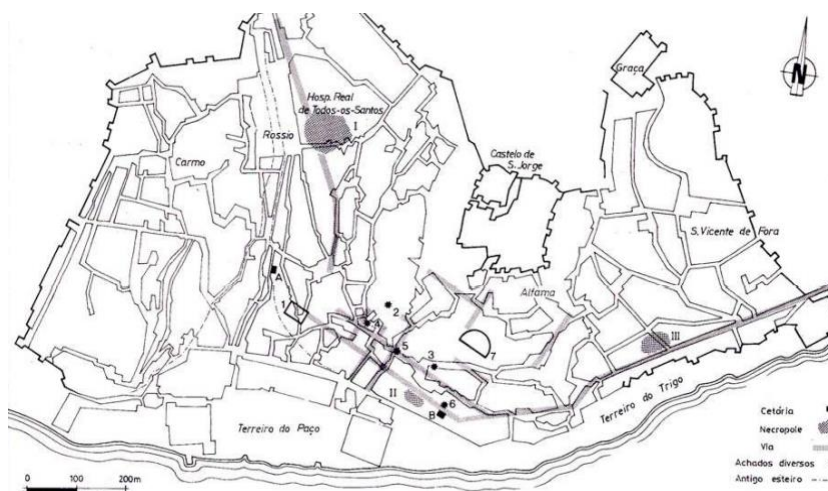 N
Graça
Hosp. Real
de Todos-os-Santos
I
Rossio
Carmo
Castelo de
S. Jorge
S. Vicente de Fora
A
Alfama
1
2
4
5
3
7
III
II
6
B
Terreiro do Trigo
Terreiro do Paço
Cetária
Necropole
Via
Achados diversos
Antigo esteiro
0 100 200m